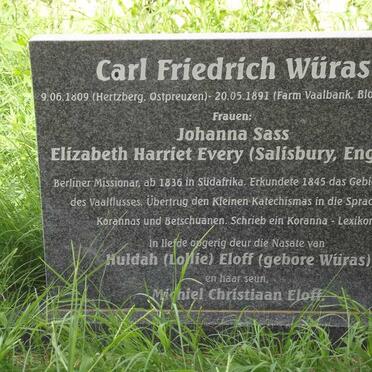 Carl Friedrich Würas
9.06.1809 (Hertzberg, Ostpreuzen)- 20.05.1891 (Farm Vaalbank, Blo
Frauen:
Johanna Sass
Elizabeth Harriet Every (Salisbury, Eng
Berliner Missionar, ab 1836 in Südafrika. Erkundete 1845 das Gebi
des Vaalflusses. Übertrug den Kleinen Katechismus in die Sprac
Korannas und Betschuanen. Schrieb ein Koranna - Lexiko
In liefde opgerig deur die Nasate van
Huldah (Lollie) Eloff (gebore Würas)
en haar seun,
Michiel Christiaan Eloff